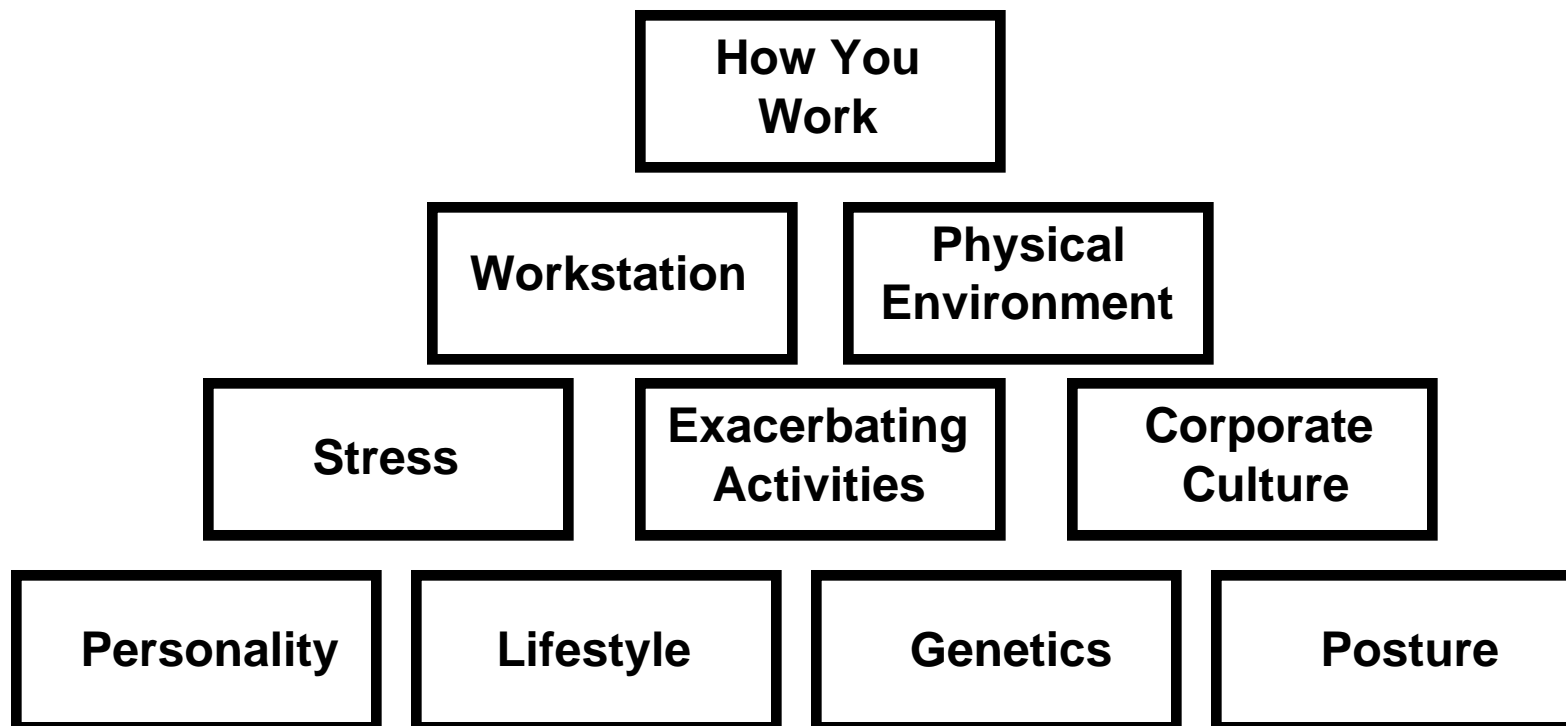 How You
Work
Workstation
Physical
Environment
Stress
Exacerbating
Activities
Corporate
Culture
Personality
Lifestyle
Genetics
Posture